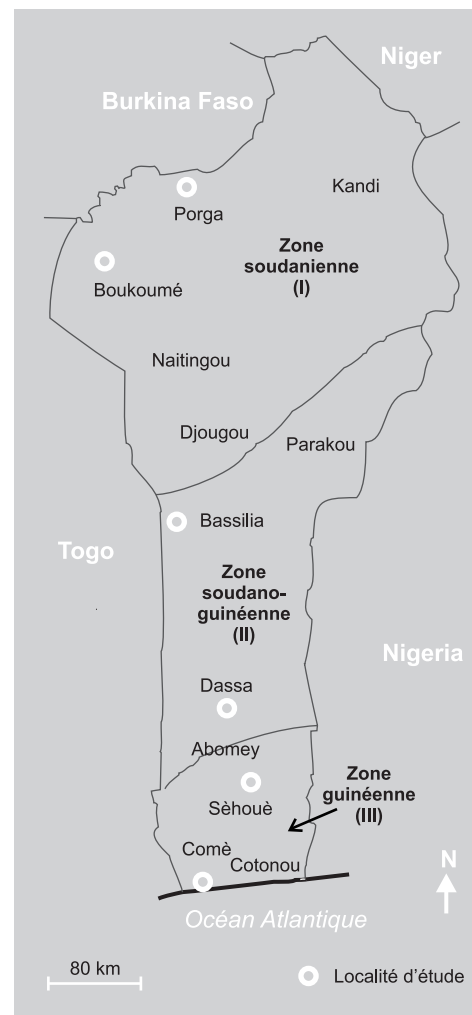 Niger
Burkina Faso
Kandi
Porga
Zone
soudanienne
(I)
Boukoumé
Naitingou
Djougou
Parakou
Bassilia
Togo
Zone
soudano-
guinéenne
(II)
Nigeria
Dassa
Abomey
Zone
guinéenne
(III)
Sèhouè
Comè
Cotonou
N
Océan Atlantique
80 km
Localité d'étude